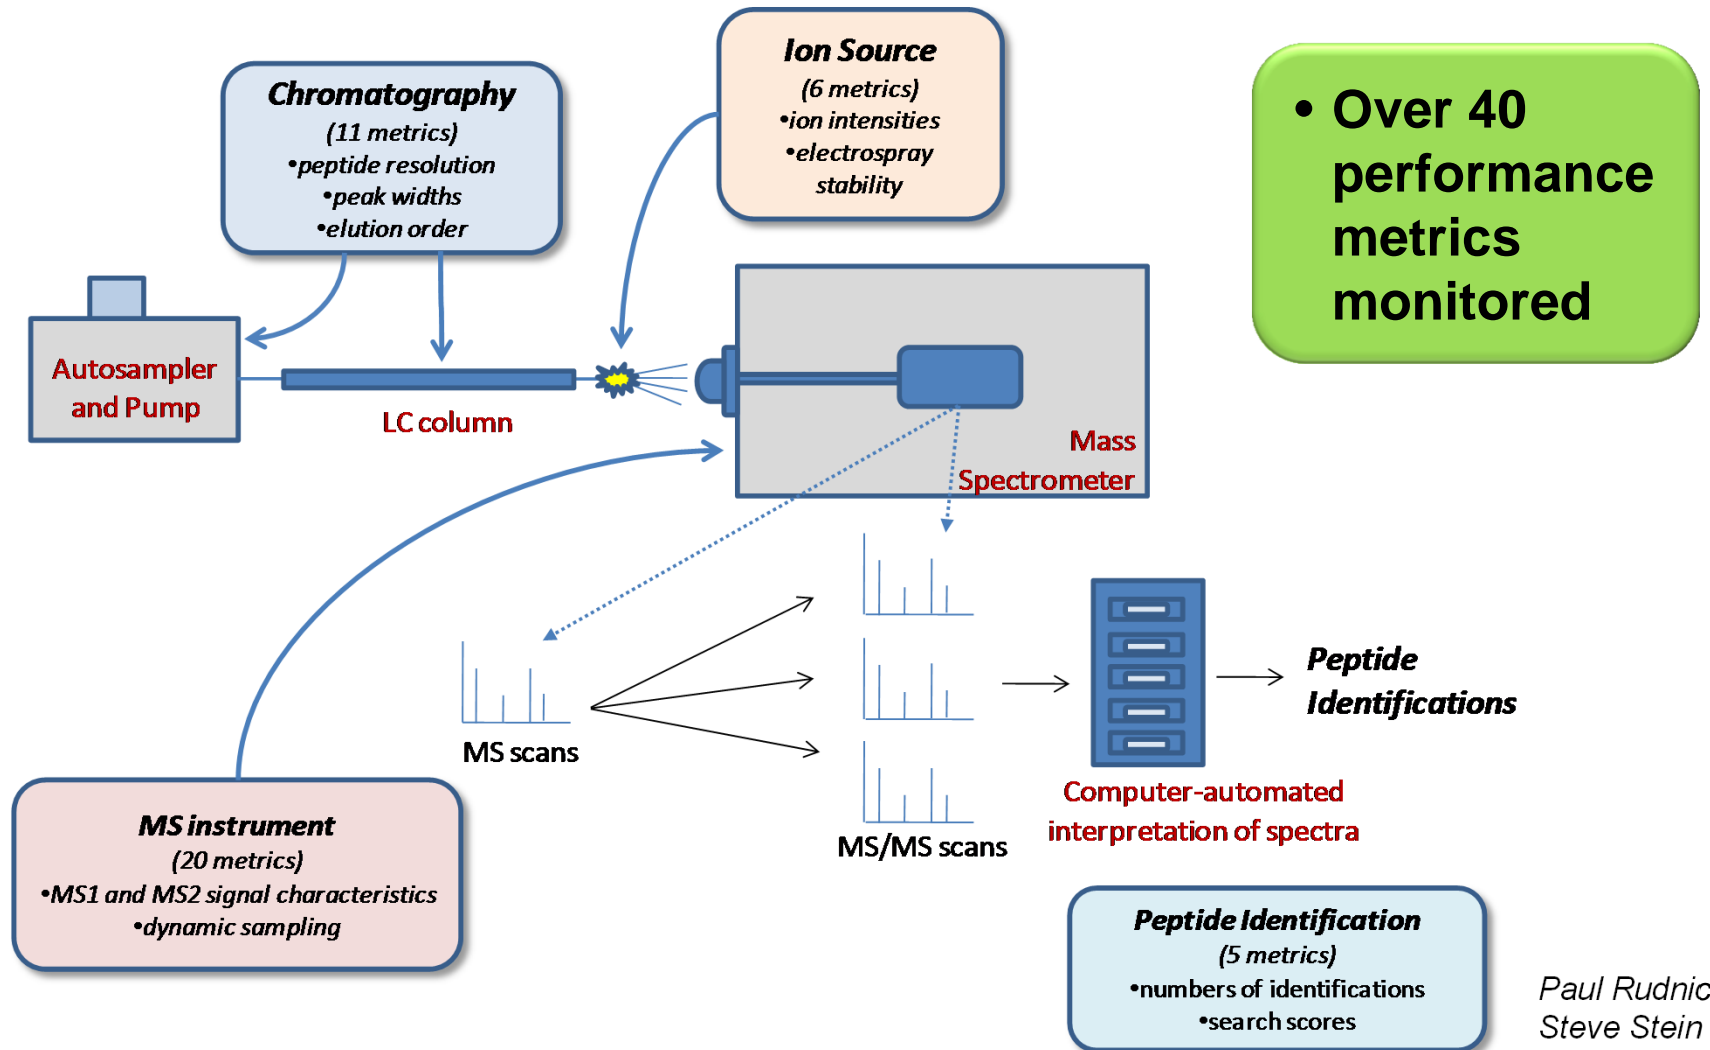 Chromatography
(11 metrics)
•peptide resolution
•peak widths
•elution order
Ion Source
(6 metrics)
•ion intensities
•electrospray
stability
• Over 40
performance
metrics
monitored
Autosampler
and Pump
LC column
Mass
Spectrometer
MS scans
MS/MS scans
Computer-automated
interpretation of spectra
Peptide
Identifications
MS instrument
(20 metrics)
•MS1 and MS2 signal characteristics
•dynamic sampling
Peptide Identification
(5 metrics)
•numbers of identifications
•search scores
Paul Rudnic
Steve Stein